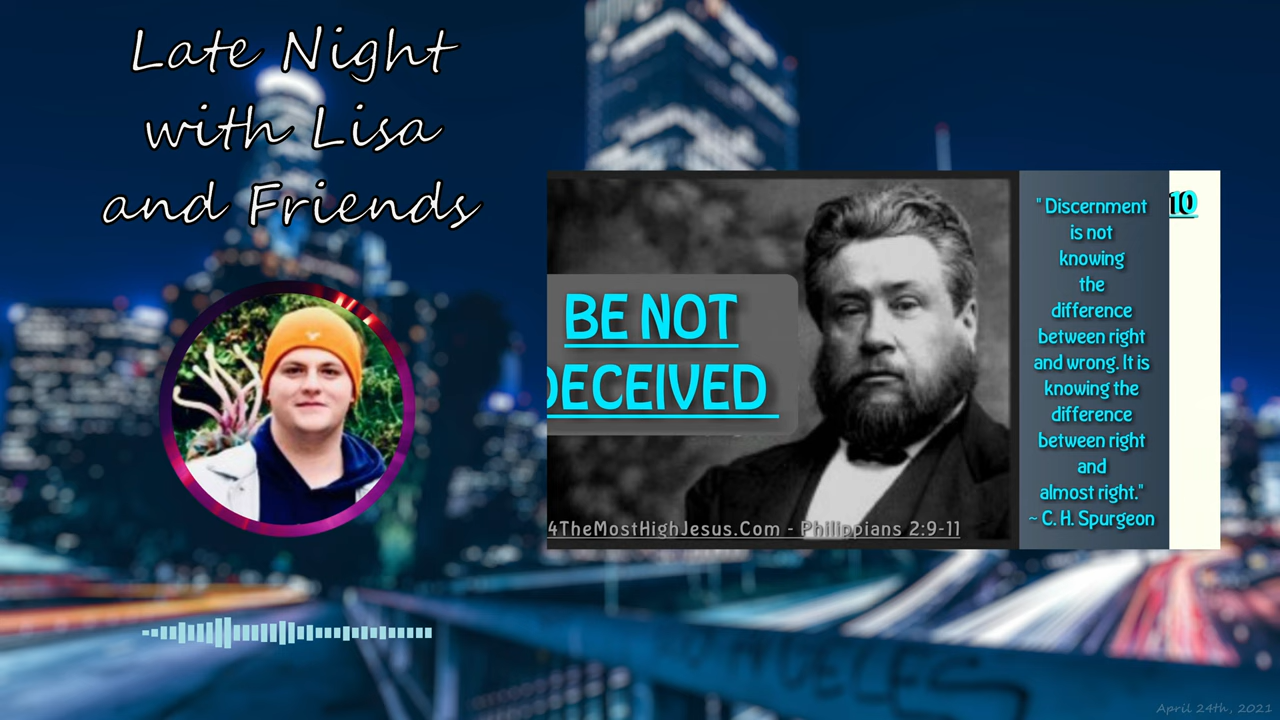 Late Night
with Lisa
and Friends
BE NOT
DECEIVED
4TheMostHighJesus.Com - Philippians 2:9-11
" Discernment
is not
knowing
the
difference
between right
and wrong. It is
knowing the
difference
between right
and
almost right."
~ C. H. Spurgeon
10
April 24th, 2021